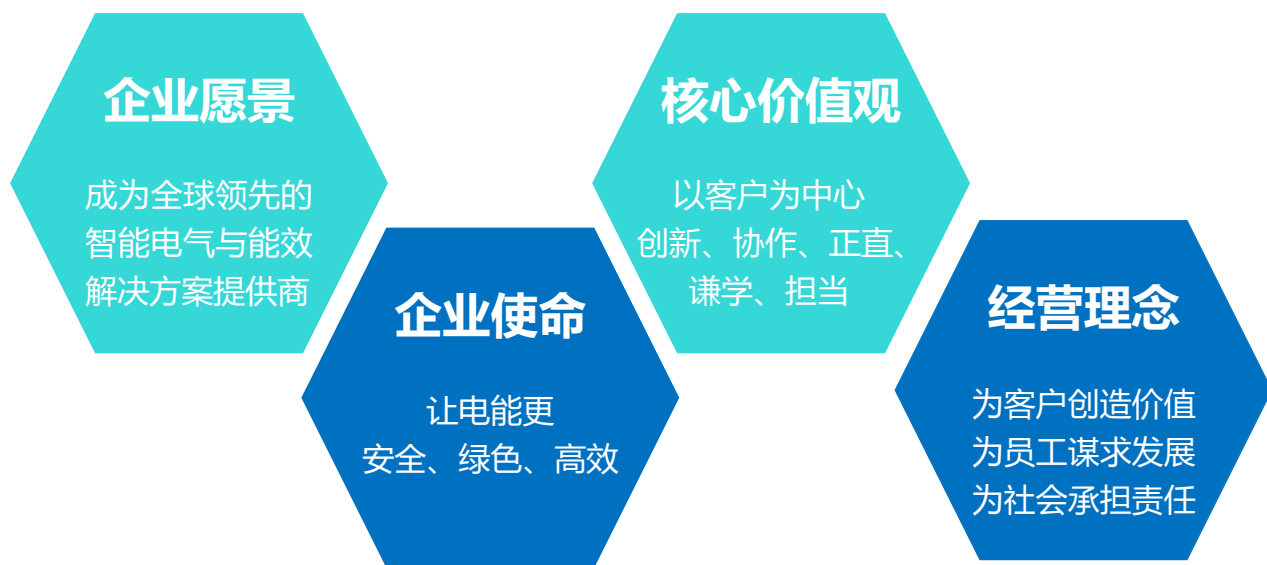 企业愿景
成为全球领先的
智能电气与能效
解决方案提供商
企业使命
让电能更
安全、绿色、高效
核心价值观
以客户为中心
创新、协作、正直、
谦学、担当
经营理念
为客户创造价值
为员工谋求发展
为社会承担责任